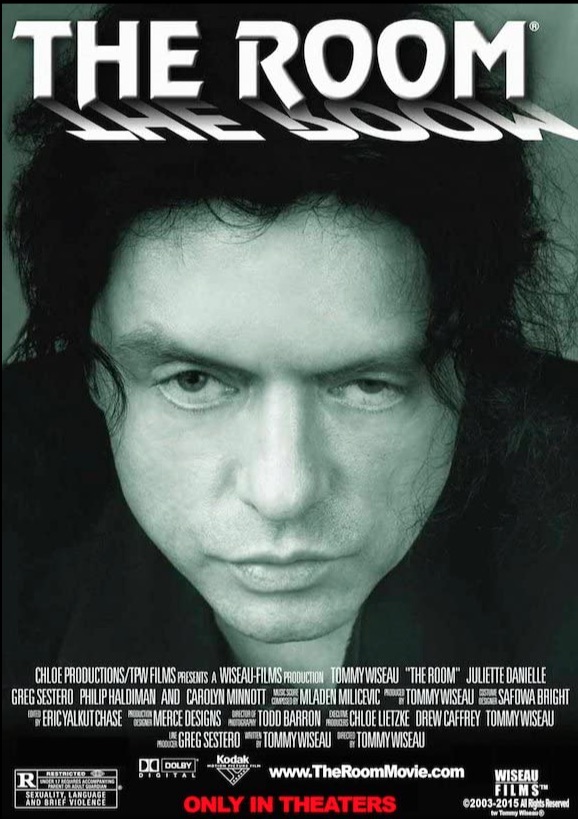 THE ROOM®
THE ROOM
CHLOE PRODUCTIONS/TPW FILMS PRESENTS A WISEAU-FILMS PRODUCTION TOMMY WISEAU "THE ROOM" JULIETTE DANIELLE
GREG SESTERO PHILIP HALDIMAN AND CAROLYN MINNOTT MUSIC SCORE COMPOSED BY MLADEN MILICEVIC PRODUCED BY TOMMY WISEAU COSTUME DESIGNER SAFOWA BRIGHT
EDITED BY ERIC YALKUT CHASE PRODUCTION DESIGNER MERCE DESIGNS DIRECTOR OF PHOTOGRAPHY TODD BARRON EXECUTIVE PRODUCERS CHLOE LIETZKE DREW CAFFREY TOMMY WISEAU
LINE PRODUCER GREG SESTERO WRITTEN BY TOMMY WISEAU DIRECTED BY TOMMY WISEAU
R RESTRICTED
UNDER 17 REQUIRES ACCOMPANYING
PARENT OR ADULT GUARDIAN
SEXUALITY, LANGUAGE
AND BRIEF VIOLENCE
DOLBY
DIGITAL
Kodak
MOTION PICTURE FILM
www.TheRoomMovie.com
WISEAU
FILMS™
©2003-2015 All Rights Reserved
tw Tommy Wiseau®
ONLY IN THEATERS